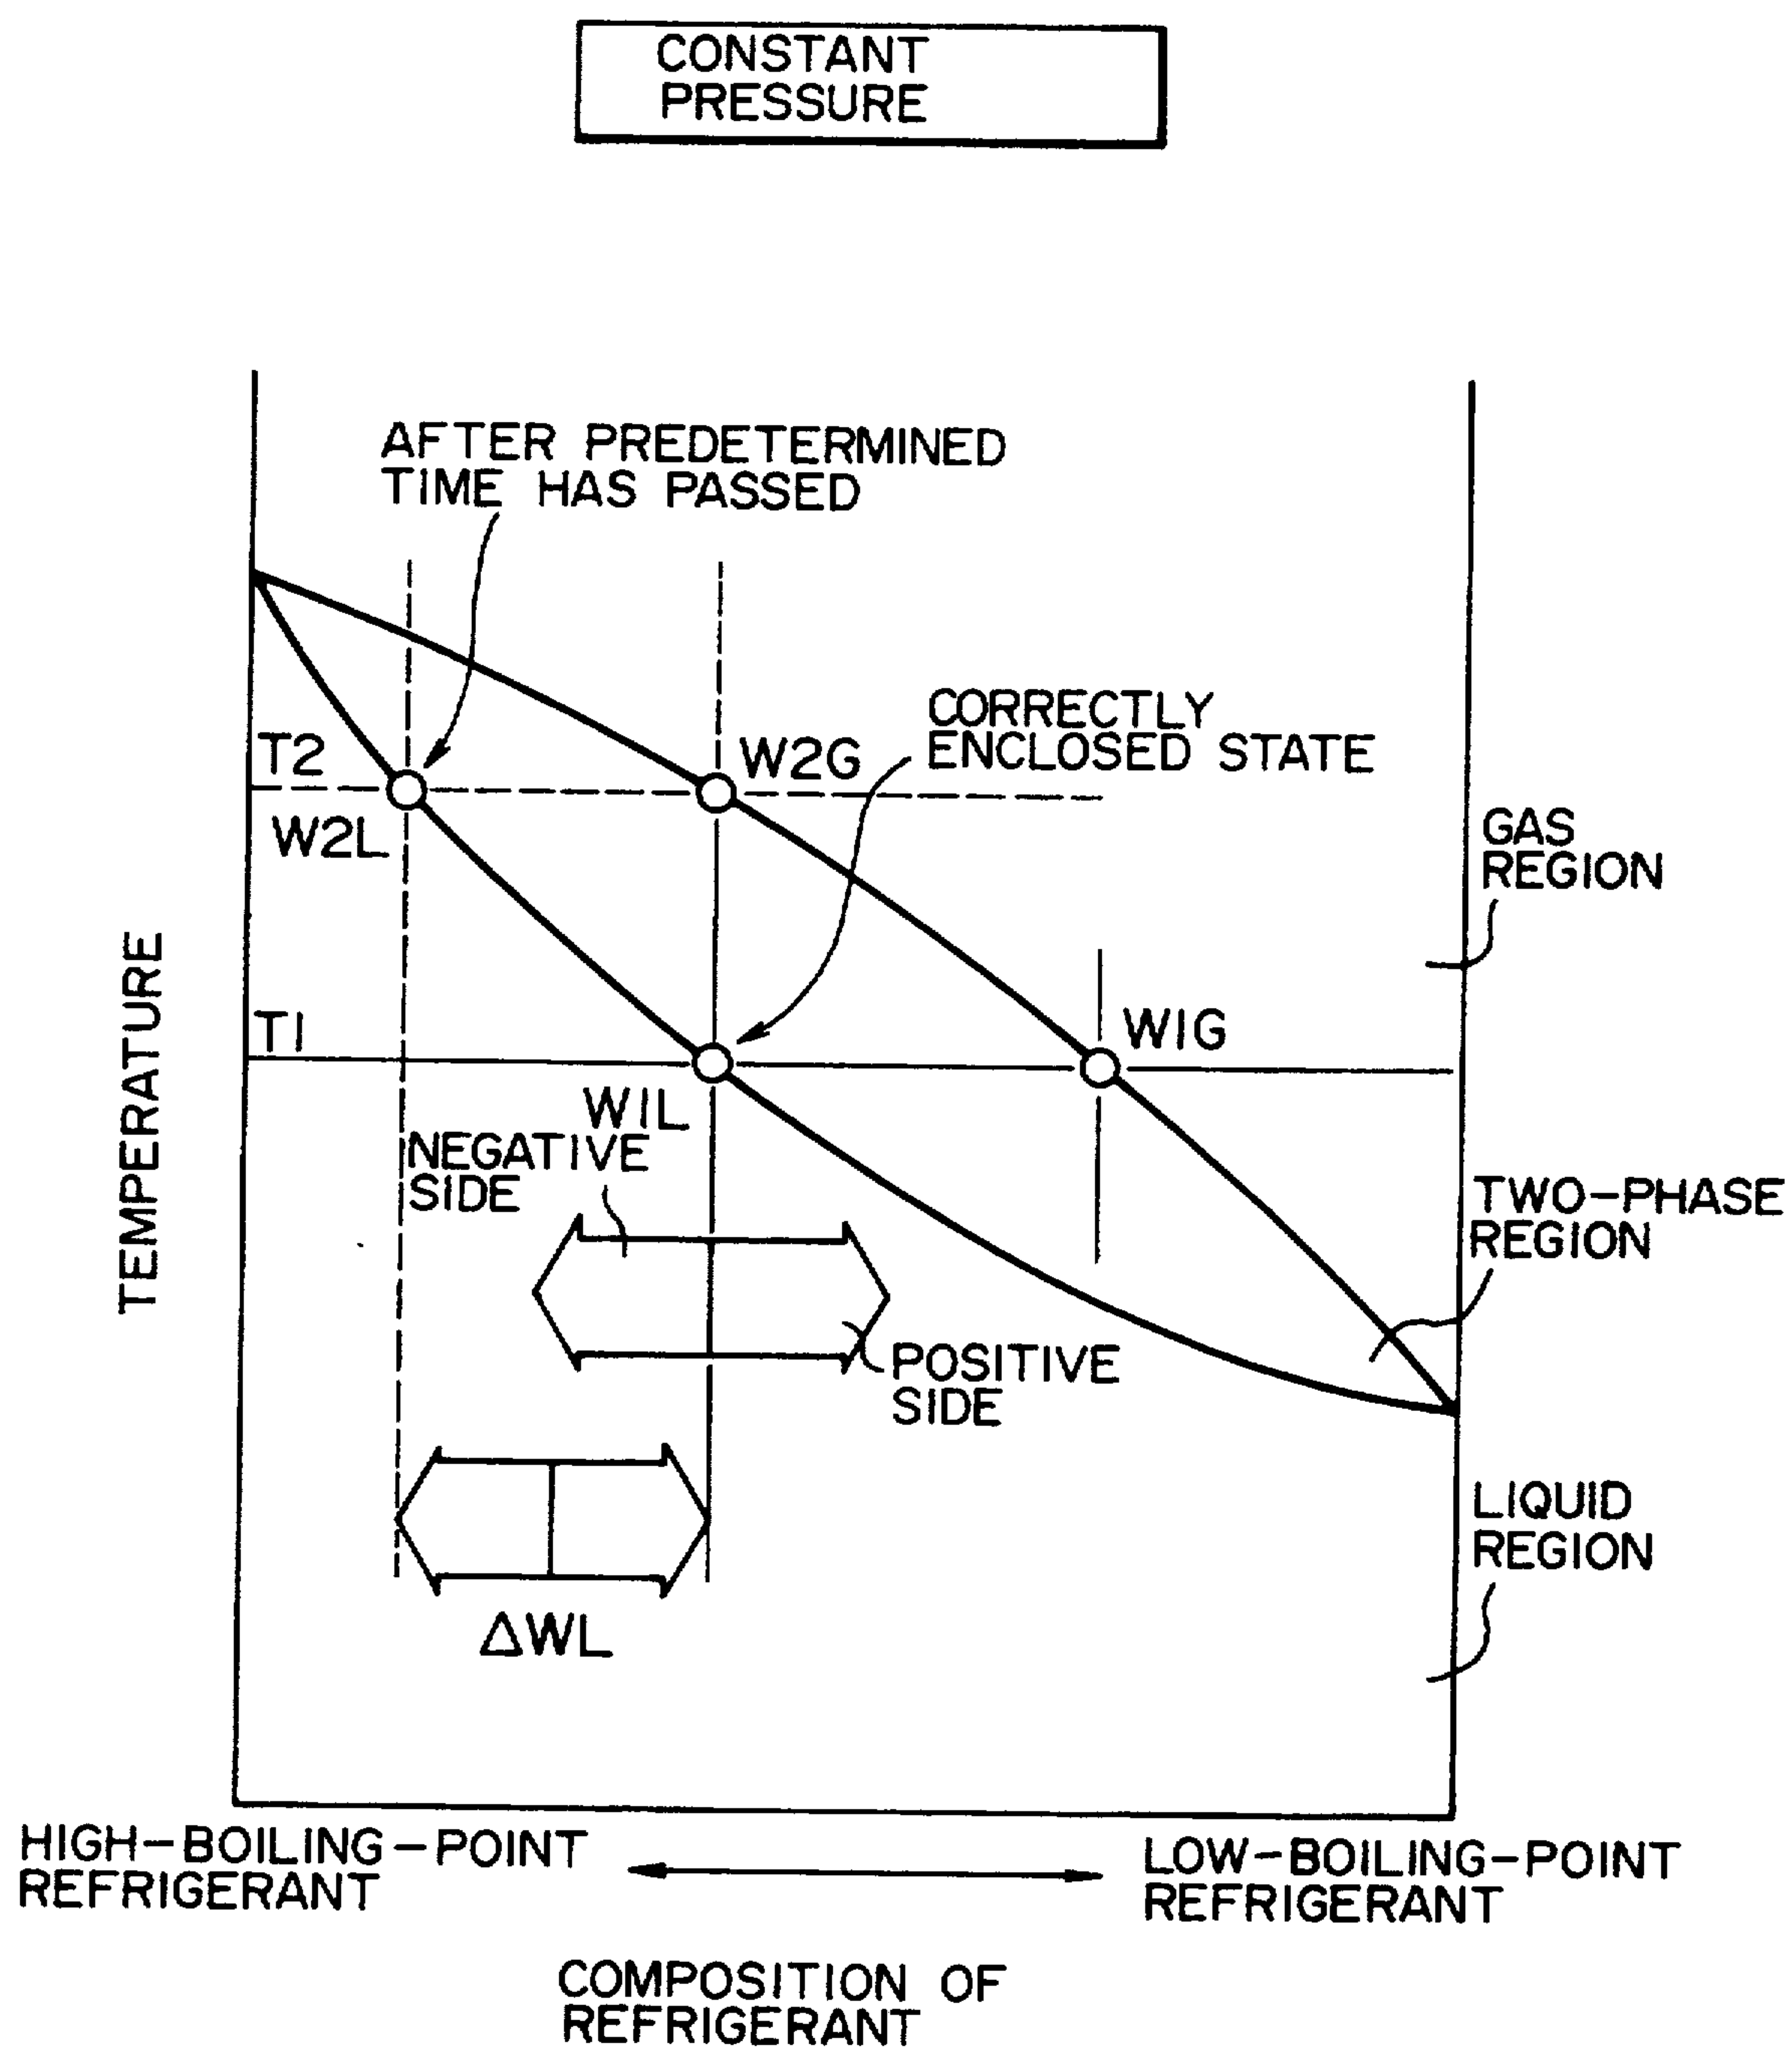 CONSTANT
PRESSURE
AFTER PREDETERMINED
TIME HAS PASSED
CORRECTLY
ENCLOSED STATE
T2
W2G
W2L
GAS
REGION
TEMPERATURE
T1
W1G
W1L
NEGATIVE
SIDE
TWO-PHASE
REGION
POSITIVE
SIDE
LIQUID
REGION
ΔWL
HIGH-BOILING-POINT
REFRIGERANT
LOW-BOILING-POINT
REFRIGERANT
COMPOSITION OF
REFRIGERANT